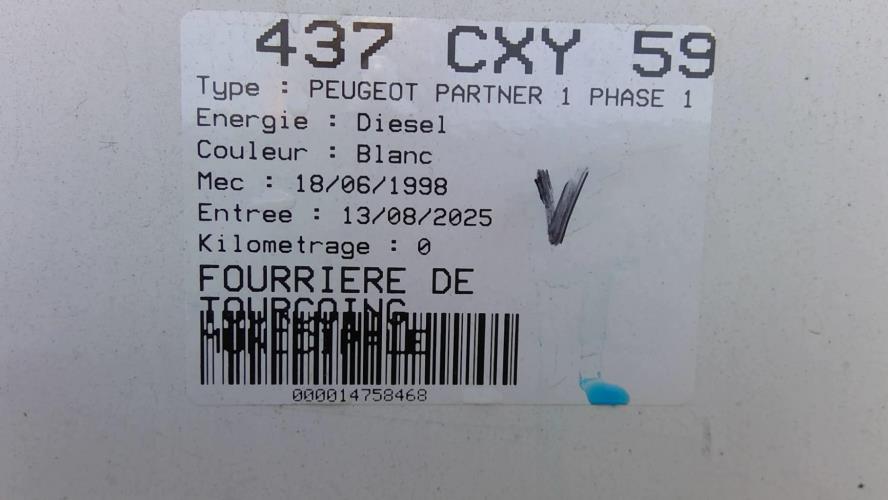 437 CXY 59
Type : PEUGEOT PARTNER 1 PHASE 1
Energie : Diesel
Couleur : Blanc
Mec : 18/06/1998
Entree : 13/08/2025
Kilometrage : 0
FOURRIERE DE
TOURCOING
000014758468
V